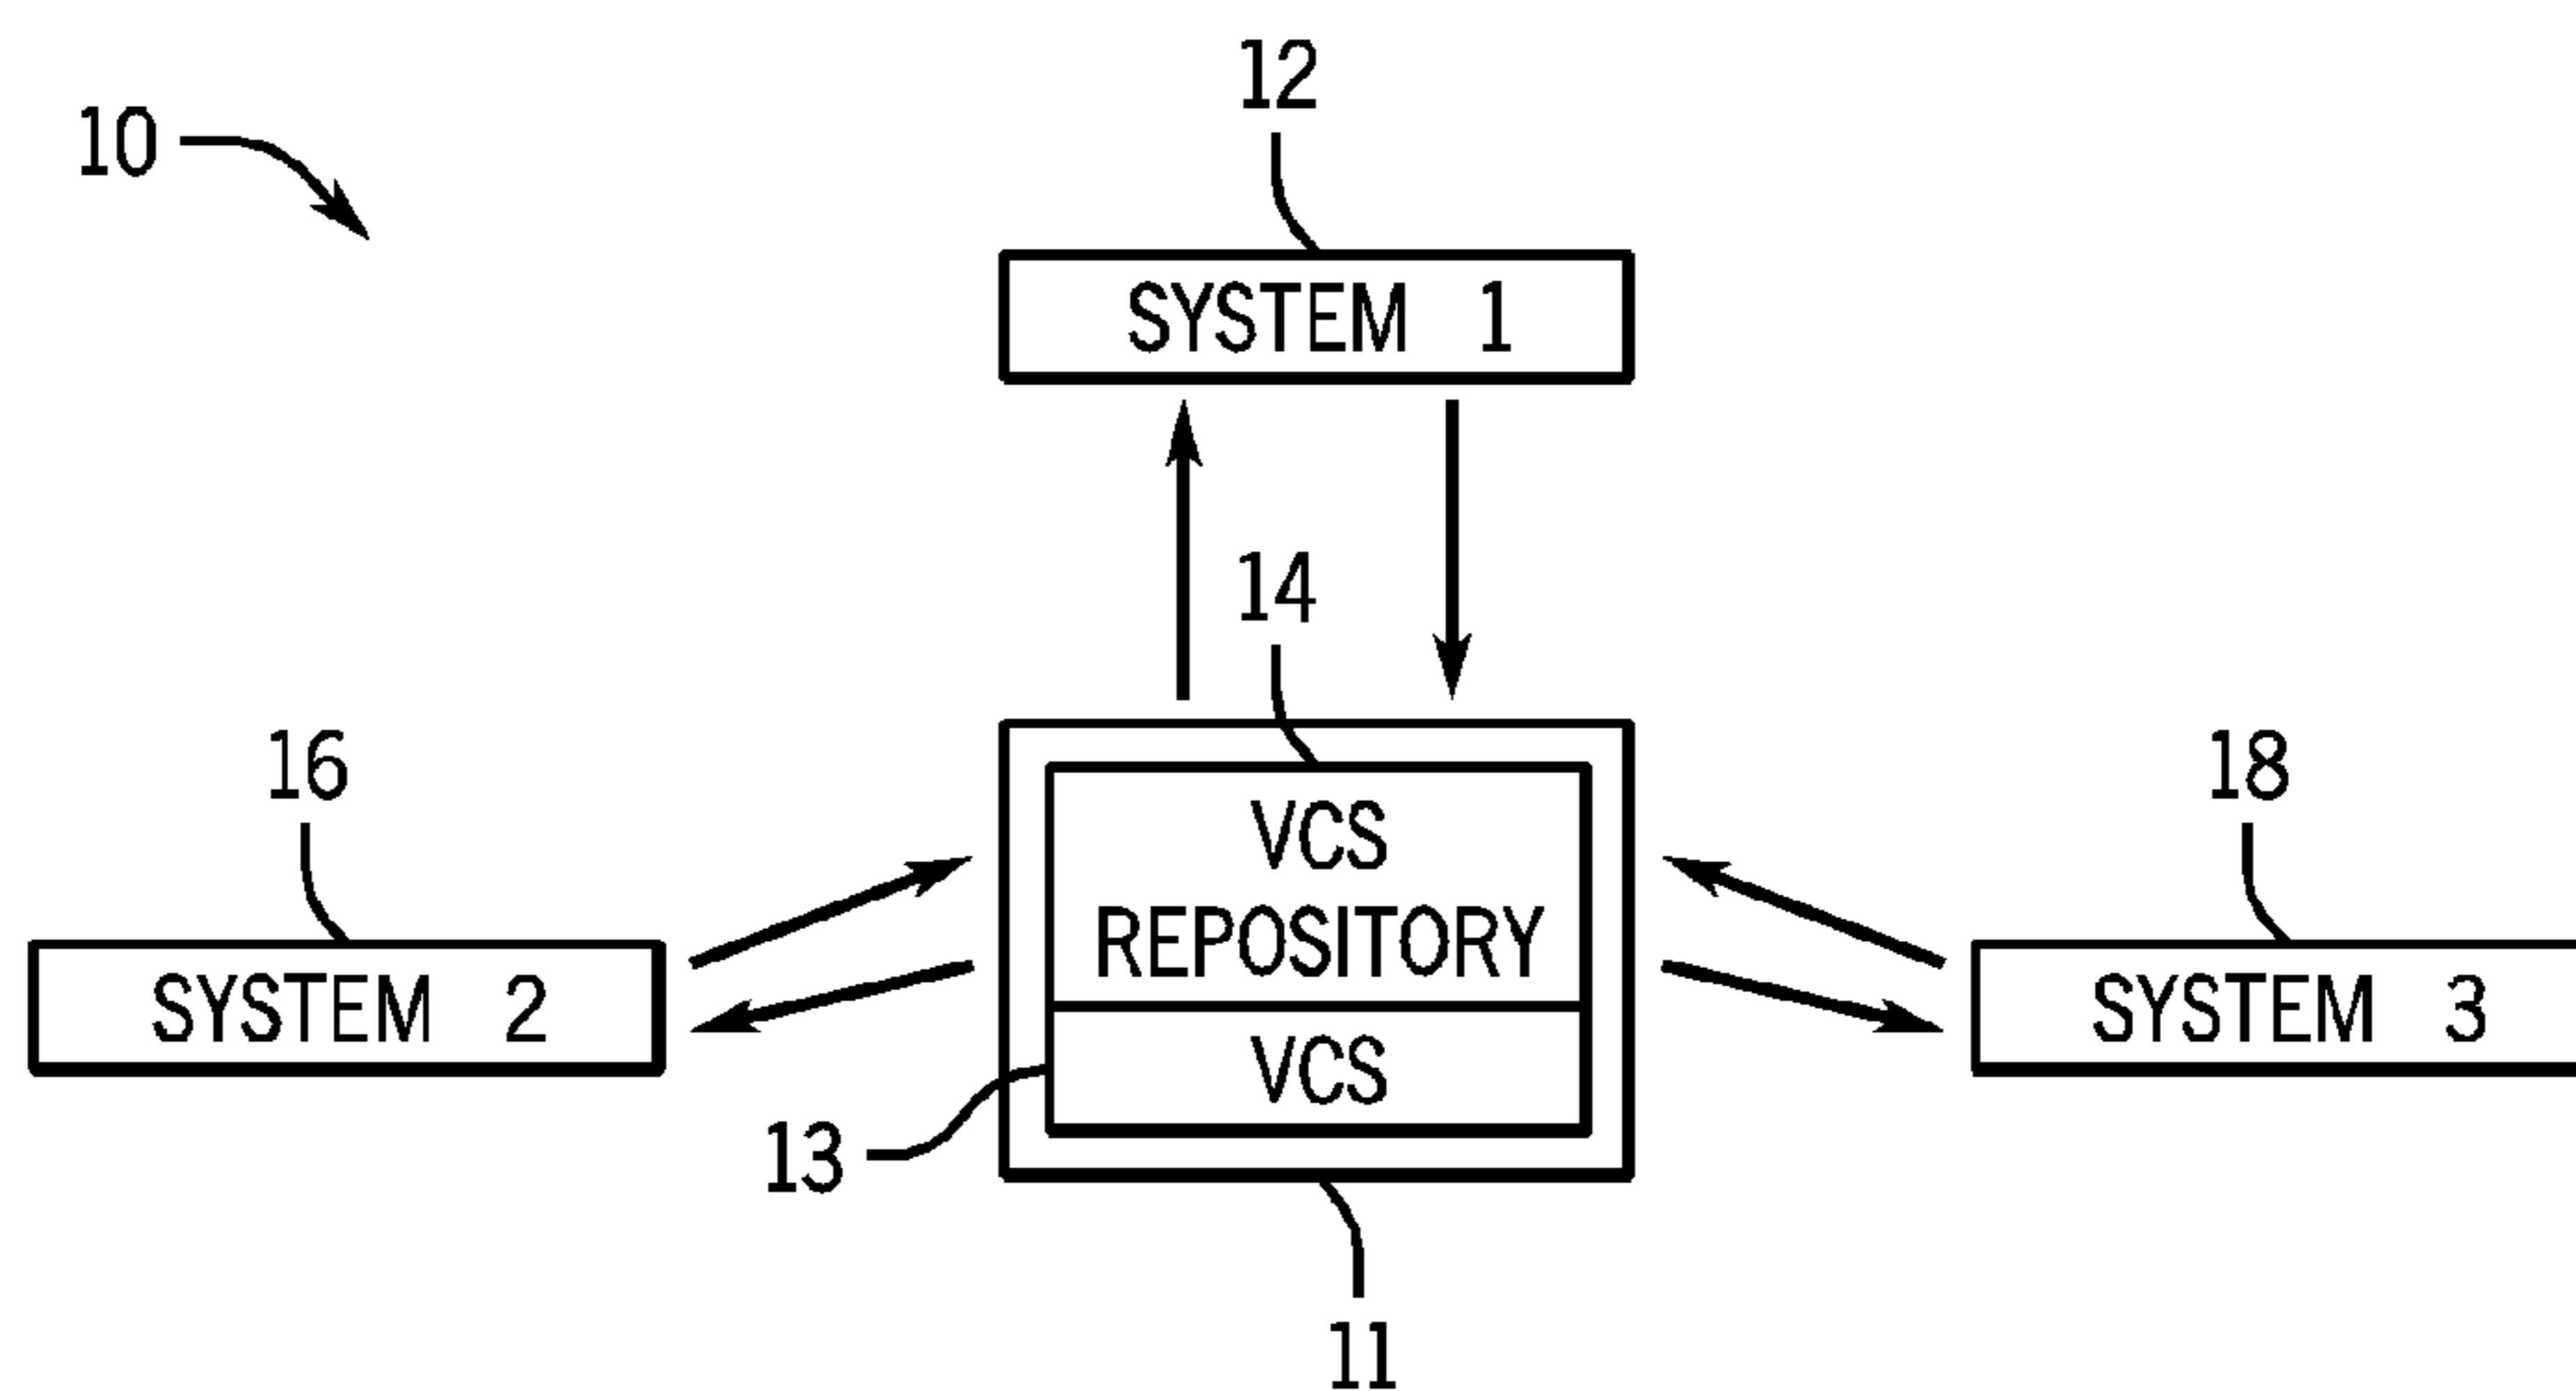 12
10
SYSTEM 1
14
16
18
VCS
REPOSITORY
SYSTEM 2
SYSTEM 3
VCS
13
11